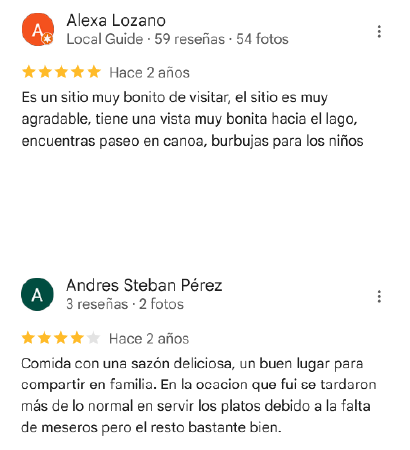 A
Alexa Lozano
Local Guide · 59 reseñas · 54 fotos
Hace 2 años
Es un sitio muy bonito de visitar, el sitio es muy
agradable, tiene una vista muy bonita hacia el lago,
encuentras paseo en canoa, burbujas para los niños
A
Andres Steban Pérez
3 reseñas · 2 fotos
Hace 2 años
Comida con una sazón deliciosa, un buen lugar para
compartir en familia. En la ocacion que fui se tardaron
más de lo normal en servir los platos debido a la falta
de meseros pero el resto bastante bien.